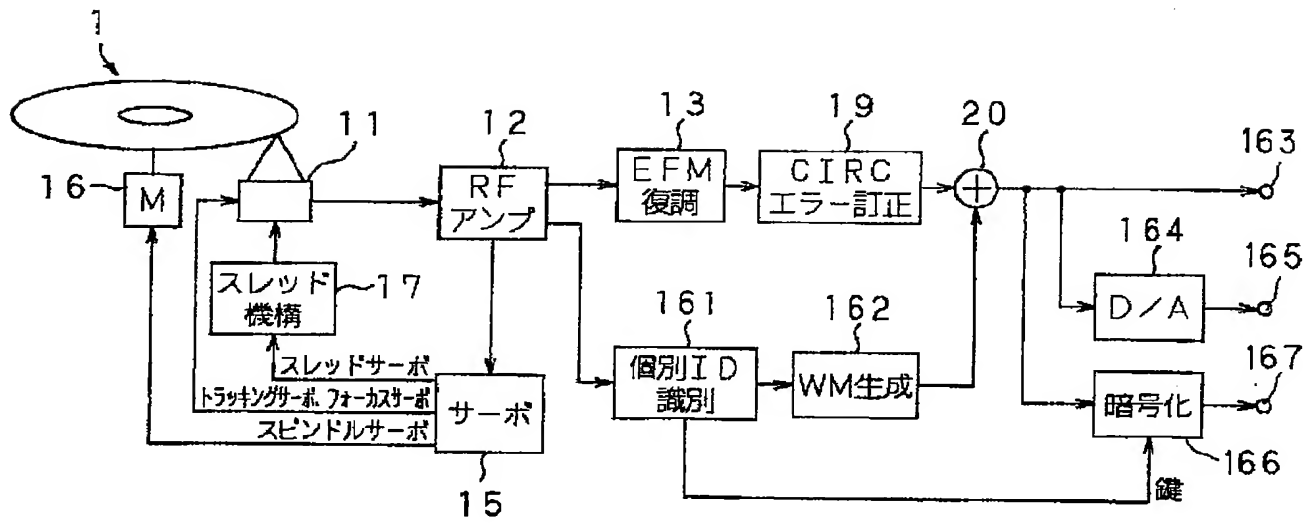 1
11
12
13
19
20
163
16
M
RF
アンプ
EFM
復調
CIRC
エラー訂正
164
165
D/A
スレッド
機構
17
161
162
167
個別ID
識別
WM生成
暗号化
166
スレッドサーボ
トラッキングサーボ、フォーカスサーボ
スピンドルサーボ
サーボ
15
鍵